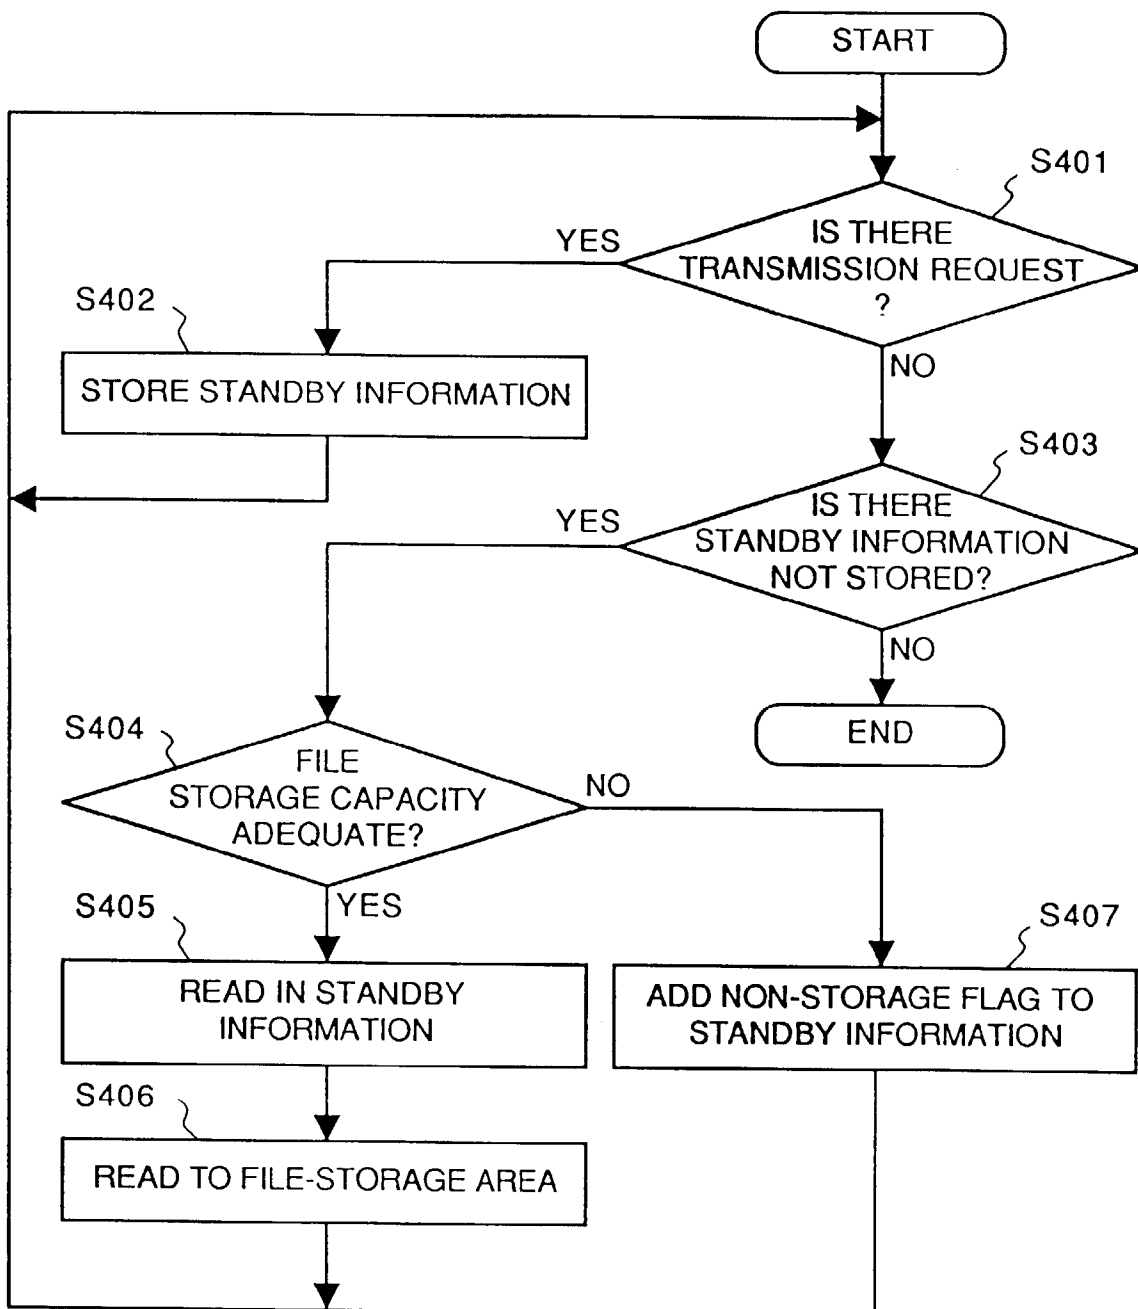 START
S401
YES
IS THERE
TRANSMISSION REQUEST
?
S402
NO
STORE STANDBY INFORMATION
S403
YES
IS THERE
STANDBY INFORMATION
NOT STORED?
NO
S404
END
FILE
STORAGE CAPACITY
ADEQUATE?
NO
S405
YES
S407
READ IN STANDBY
INFORMATION
ADD NON-STORAGE FLAG TO
STANDBY INFORMATION
S406
READ TO FILE-STORAGE AREA